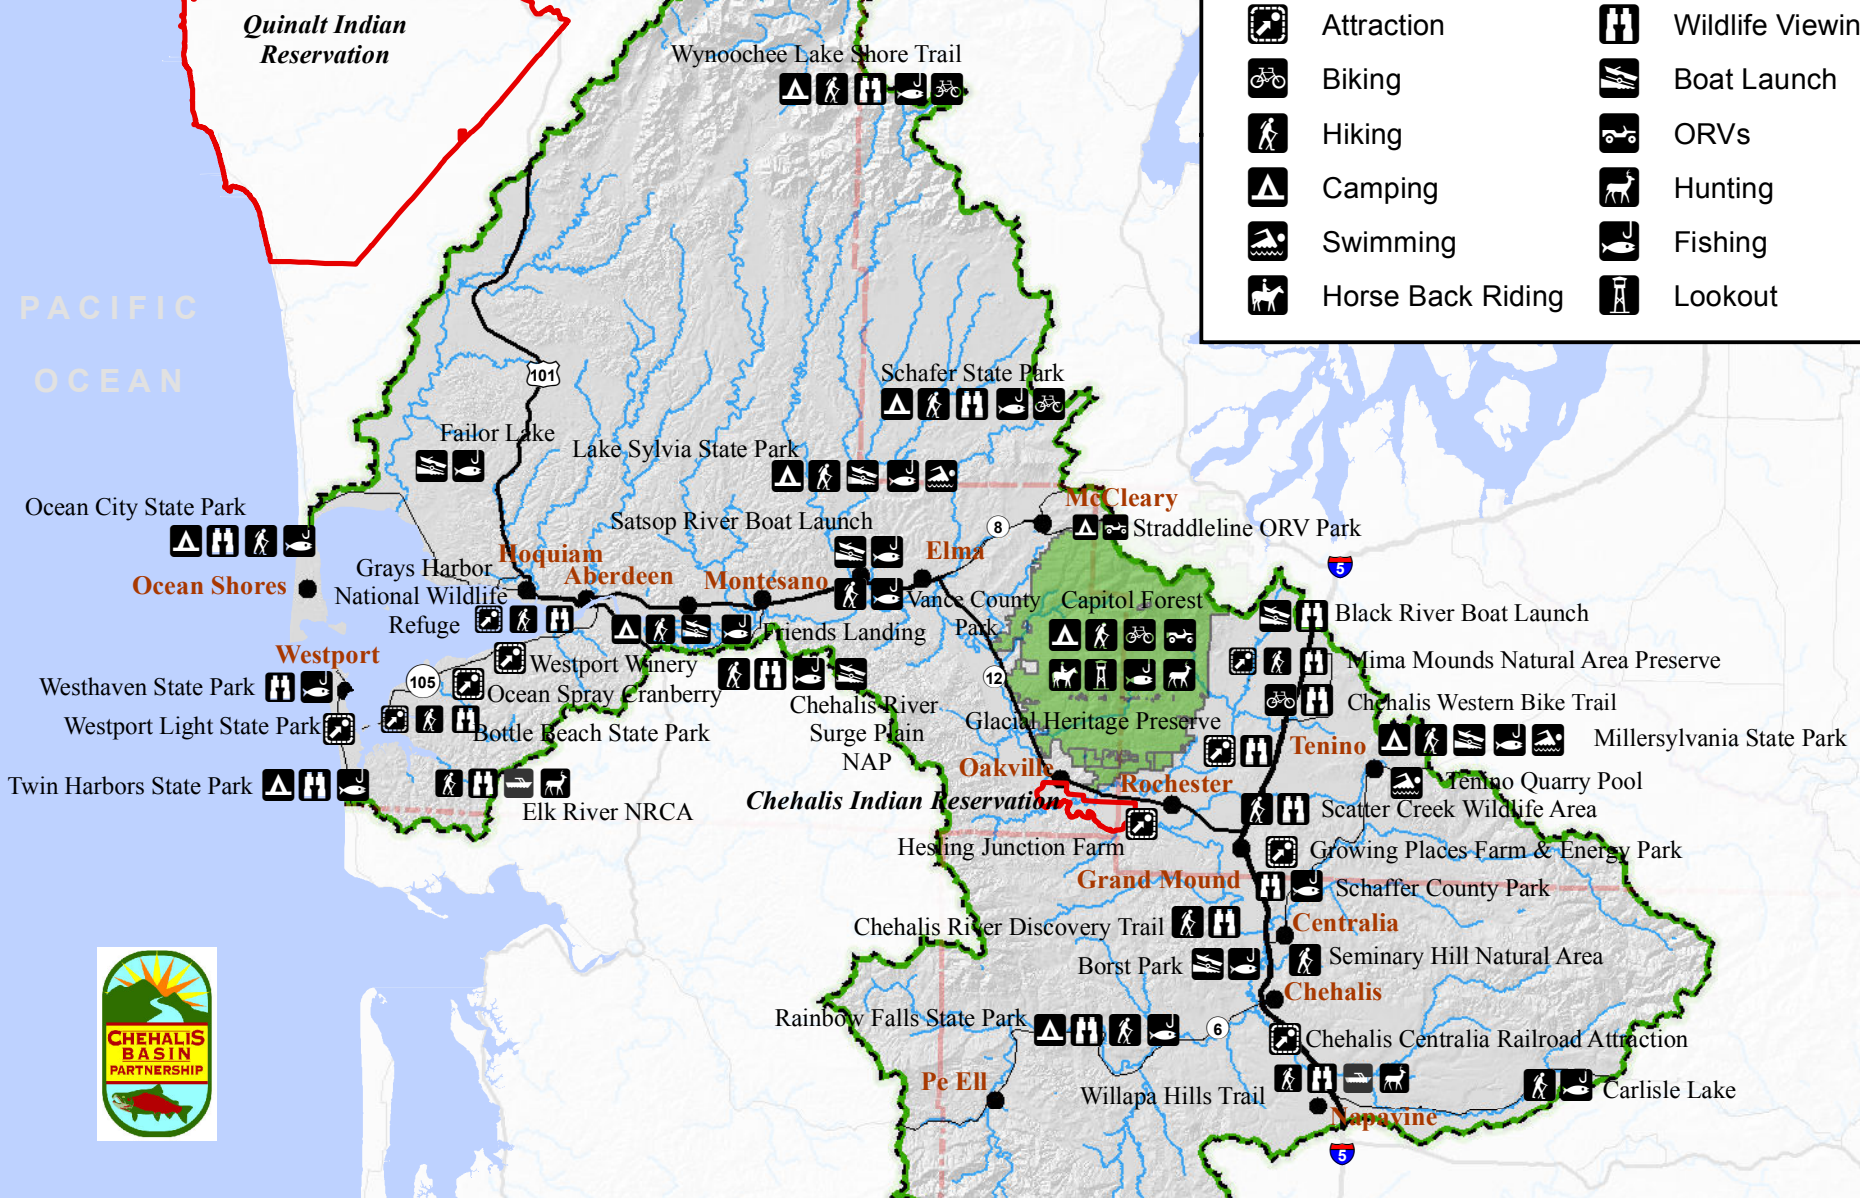 Quinalt Indian
Reservation
Wynoochee Lake Shore Trail
Attraction
Wildlife Viewin
Biking
Boat Launch
Hiking
ORVs
Camping
Hunting
Swimming
Fishing
Horse Back Riding
Lookout
PACIFIC
OCEAN
101
Schafer State Park
Failor Lake
Lake Sylvia State Park
Ocean City State Park
McCleary
Satsop River Boat Launch
8
Straddleline ORV Park
Hoquiam
Elma
Grays Harbor
National Wildlife
Refuge
Aberdeen
Montesano
5
Ocean Shores
Vance County
Park
Capitol Forest
Black River Boat Launch
Friends Landing
Westport
Westport Winery
Mima Mounds Natural Area Preserve
12
105
Westhaven State Park
Ocean Spray Cranberry
Chehalis Western Bike Trail
Chehalis River
Surge Plain
NAP
Westport Light State Park
Bottle Beach State Park
Glacial Heritage Preserve
Tenino
Millersylvania State Park
Twin Harbors State Park
Oakville
Rochester
Tenino Quarry Pool
Chehalis Indian Reservation
Elk River NRCA
Scatter Creek Wildlife Area
Hesling Junction Farm
Growing Places Farm & Energy Park
Grand Mound
Schaffer County Park
Chehalis River Discovery Trail
Centralia
Borst Park
Seminary Hill Natural Area
Chehalis
Rainbow Falls State Park
6
Chehalis Centralia Railroad Attraction
CHEHALIS
BASIN
PARTNERSHIP
Pe Ell
Willapa Hills Trail
Carlisle Lake
Napavine
5